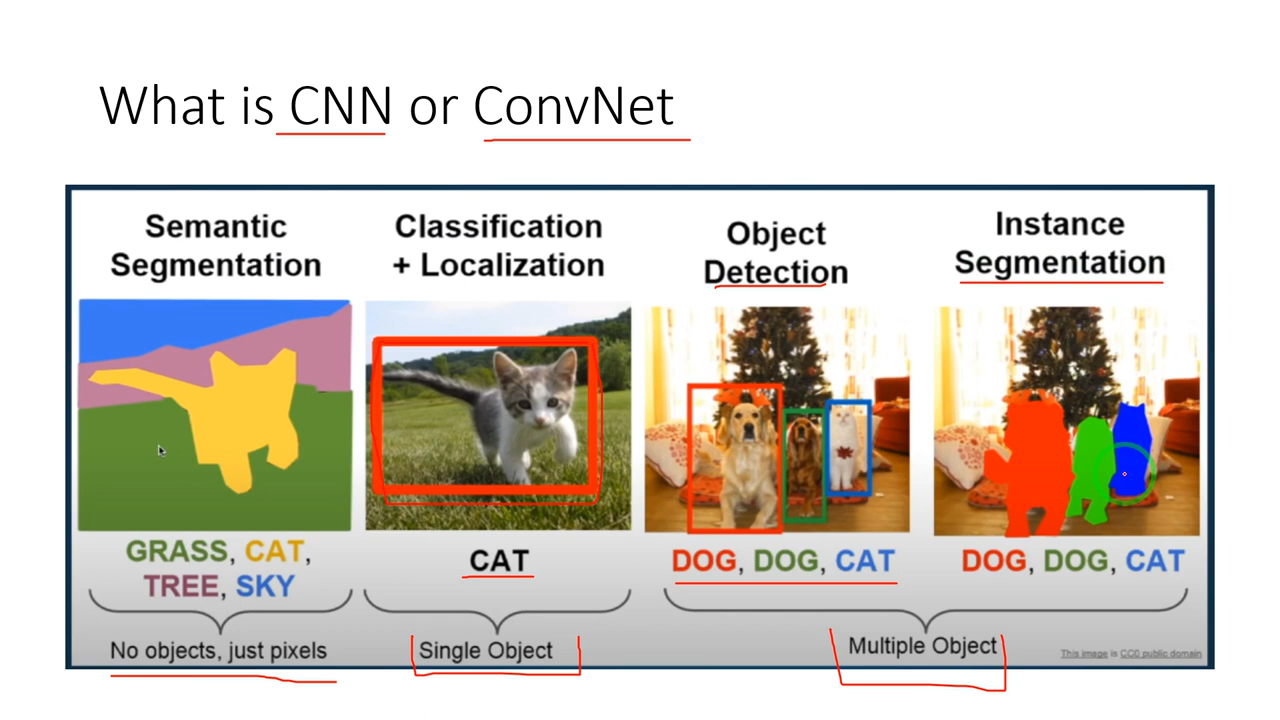 What is CNN or ConvNet
Semantic
Segmentation
GRASS, CAT,
TREE, SKY
No objects, just pixels
Classification
+ Localization
CAT
Single Object
Object
Detection
DOG, DOG, CAT
Instance
Segmentation
DOG, DOG, CAT
Multiple Object
This image is CC0 public domain